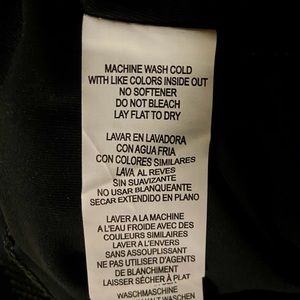 MACHINE WASH COLD
WITH LIKE COLORS INSIDE OUT
NO SOFTENER
DO NOT BLEACH
LAY FLAT TO DRY
LAVAR EN LAVADORA
CON AGUA FRIA
CON COLORES SIMILARES
LAVA AL REVES
SIN SUAVIZANTE
NO USAR BLANQUEANTE
SECAR EXTENDIDO EN PLANO
LAVER A LA MACHINE
A L'EAU FROIDE AVEC DES
COULEURS SIMILAIRES
LAVER A L'ENVERS
SANS ASSOUPLISSANT
NE PAS UTILISER D'AGENTS
DE BLANCHIMENT
LAISSER SÉCHER À PLAT
WASCHMASCHINE
KALT WASCHEN